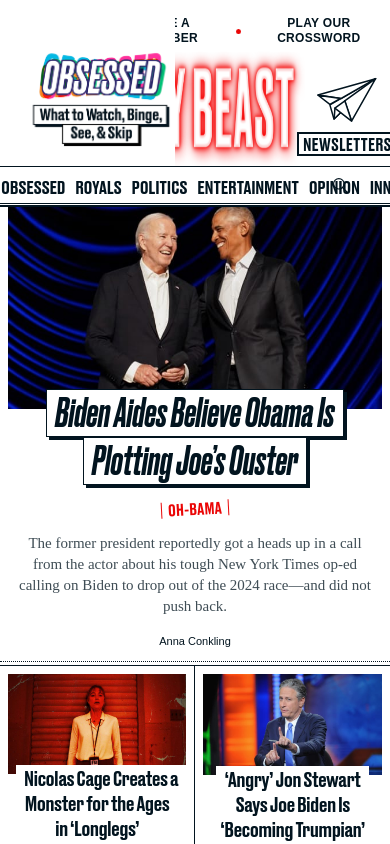 E A
BER
PLAY OUR
CROSSWORD
OBSESSED
What to Watch, Binge,
See, & Skip
Y BEAST
NEWSLETTERS
OBSESSED ROYALS POLITICS ENTERTAINMENT OPINION INN
Biden Aides Believe Obama Is
Plotting Joe’s Ouster
OH-BAMA
The former president reportedly got a heads up in a call
from the actor about his tough New York Times op-ed
calling on Biden to drop out of the 2024 race—and did not
push back.
Anna Conkling
Nicolas Cage Creates a
Monster for the Ages
in ‘Longlegs’
‘Angry’ Jon Stewart
Says Joe Biden Is
‘Becoming Trumpian’